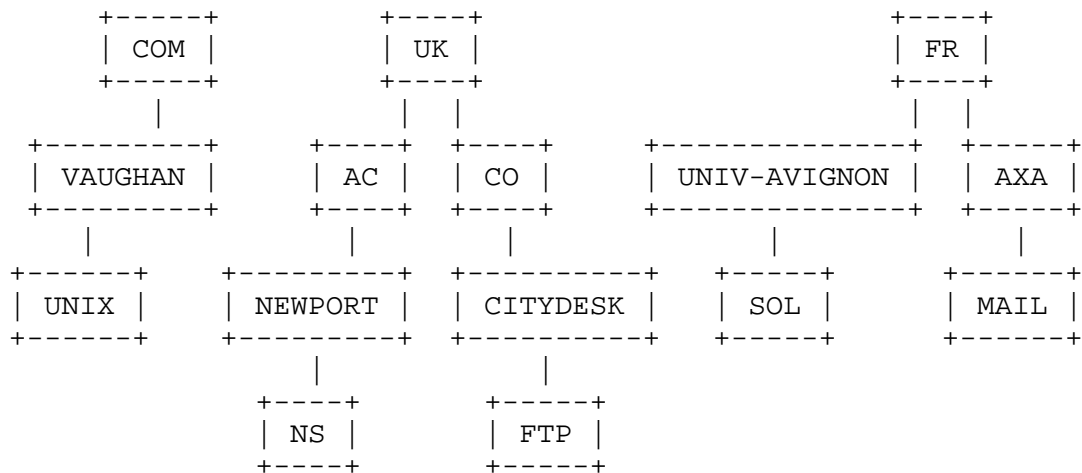 COM UK FR
VAUGHAN AC CO UNIV-AVIGNON AXA
UNIX NEWPORT CITYDESK SOL MAIL
NS FTP